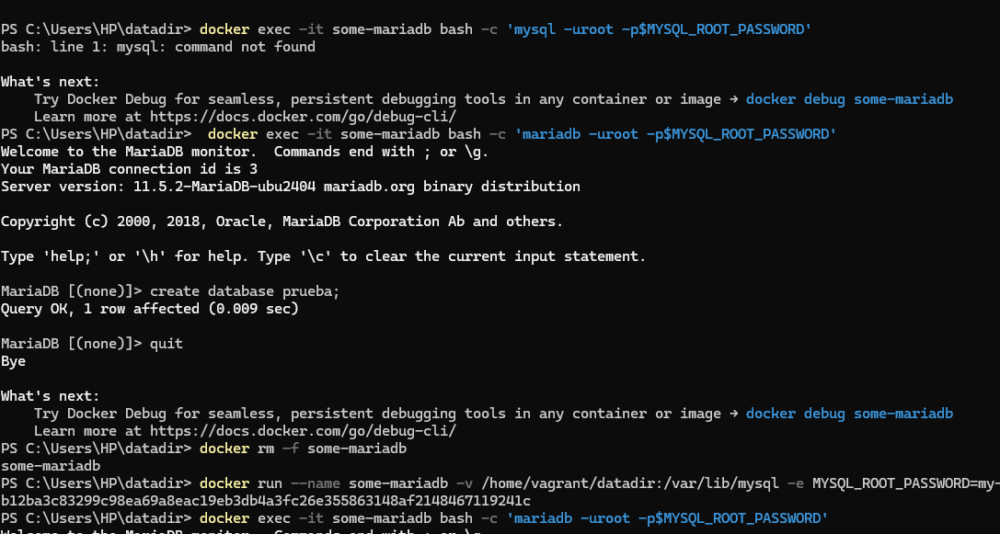 PS C:\Users\HP\datadir> docker exec -it some-mariadb bash -c 'mysql -uroot -p$MYSQL_ROOT_PASSWORD'
bash: line 1: mysql: command not found
What's next:
    Try Docker Debug for seamless, persistent debugging tools in any container or image → docker debug some-mariadb
    Learn more at https://docs.docker.com/go/debug-cli/
PS C:\Users\HP\datadir>  docker exec -it some-mariadb bash -c 'mariadb -uroot -p$MYSQL_ROOT_PASSWORD'
Welcome to the MariaDB monitor.  Commands end with ; or \g.
Your MariaDB connection id is 3
Server version: 11.5.2-MariaDB-ubu2404 mariadb.org binary distribution
Copyright (c) 2000, 2018, Oracle, MariaDB Corporation Ab and others.
Type 'help;' or '\h' for help. Type '\c' to clear the current input statement.
MariaDB [(none)]> create database prueba;
Query OK, 1 row affected (0.009 sec)
MariaDB [(none)]> quit
Bye
What's next:
    Try Docker Debug for seamless, persistent debugging tools in any container or image → docker debug some-mariadb
    Learn more at https://docs.docker.com/go/debug-cli/
PS C:\Users\HP\datadir> docker rm -f some-mariadb
some-mariadb
PS C:\Users\HP\datadir> docker run --name some-mariadb -v /home/vagrant/datadir:/var/lib/mysql -e MYSQL_ROOT_PASSWORD=my-
b12ba3c83299c98ea69a8eac19eb3db4a3fc26e355863148af2148467119241c
PS C:\Users\HP\datadir> docker exec -it some-mariadb bash -c 'mariadb -uroot -p$MYSQL_ROOT_PASSWORD'
Welcome to the MariaDB monitor.  Commands end with ; or \g.